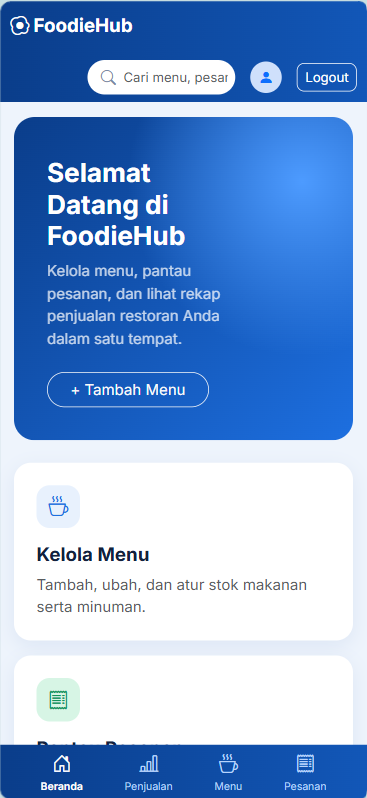 FoodieHub
Cari menu, pesar
Logout
Selamat
Datang di
FoodieHub
Kelola menu, pantau
pesanan, dan lihat rekap
penjualan restoran Anda
dalam satu tempat.
+ Tambah Menu
Kelola Menu
Tambah, ubah, dan atur stok makanan
serta minuman.
Beranda
Penjualan
Menu
Pesanan